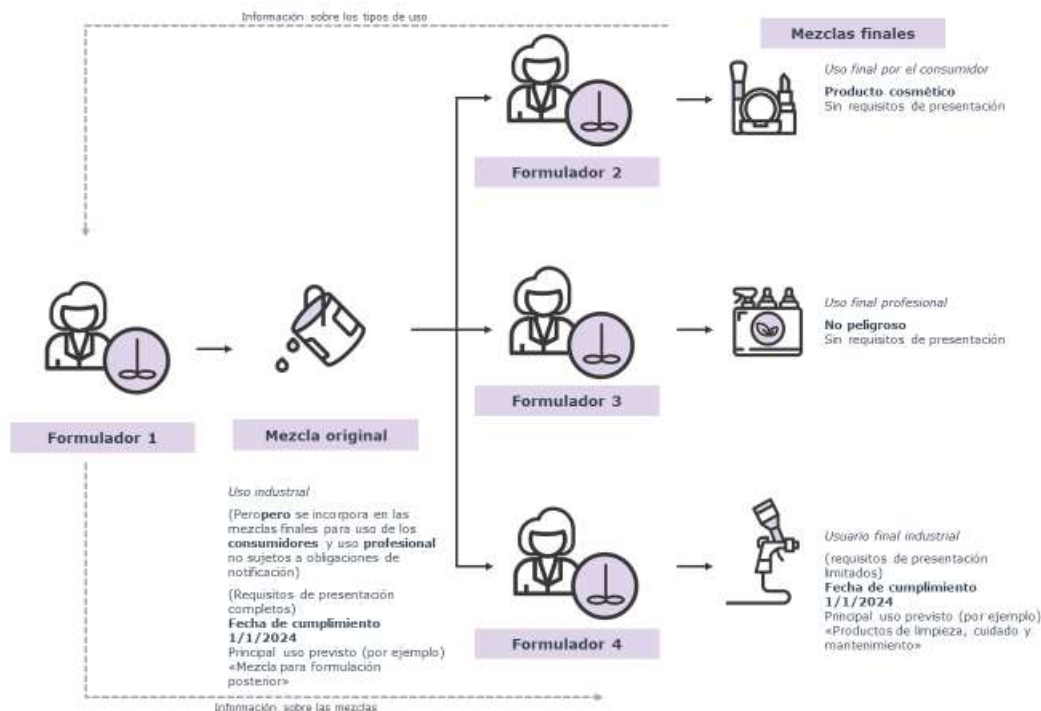 Información sobre los tipos de uso
Mezclas finales
Uso final por el consumidor
Producto cosmético
Sin requisitos de presentación
Formulador 2
Uso final profesional
No peligroso
Sin requisitos de presentación
Formulador 3
Formulador 1
Mezcla original
Uso industrial
(Peropero se incorpora en las
mezclas finales para uso de los
consumidores y uso profesional
no sujetos a obligaciones de
notificación)
(Requisitos de presentación
completos)
Fecha de cumplimiento
1/1/2024
Principal uso previsto (por ejemplo)
«Mezcla para formulación
posterior»
Usuario final industrial
(requisitos de presentación
limitados)
Fecha de cumplimiento
1/1/2024
Principal uso previsto (por ejemplo)
«Productos de limpieza, cuidado y
mantenimiento»
Formulador 4
Información sobre las mezclas